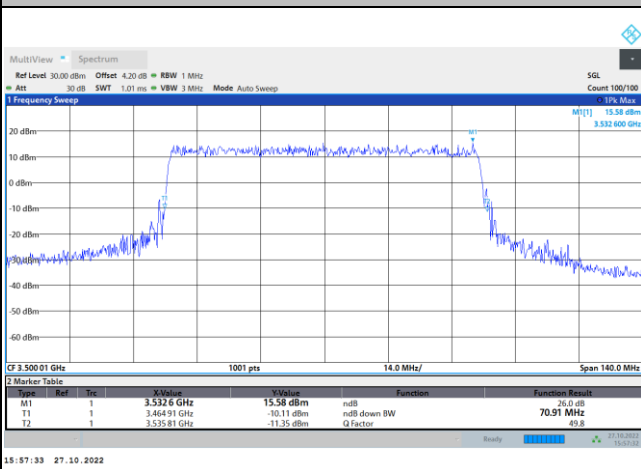 MultiView Spectrum
Ref Level 30.00 dBm Offset 4.20 dB RBW 1 MHz SGL
Att 30 dB SWT 1.01 ms VBW 3 MHz Mode Auto Sweep Count 100/100
1 Frequency Sweep 1Pk Max
M1[1] 15.58 dBm
3.532 600 GHz
M1
20 dBm
10 dBm
0 dBm
T1
T2
-10 dBm
-20 dBm
-30 dBm
-40 dBm
-50 dBm
-60 dBm
CF 3.500 01 GHz 1001 pts 14.0 MHz/ Span 140.0 MHz
2 Marker Table
Type Ref Trc X-Value Y-Value Function Function Result
M1 1 3.532 6 GHz 15.58 dBm ndB 26.0 dB
T1 1 3.464 91 GHz -10.11 dBm ndB down BW 70.91 MHz
T2 1 3.535 81 GHz -11.35 dBm Q Factor 49.8
Ready 27.10.2022
15:57:32
15:57:33 27.10.2022